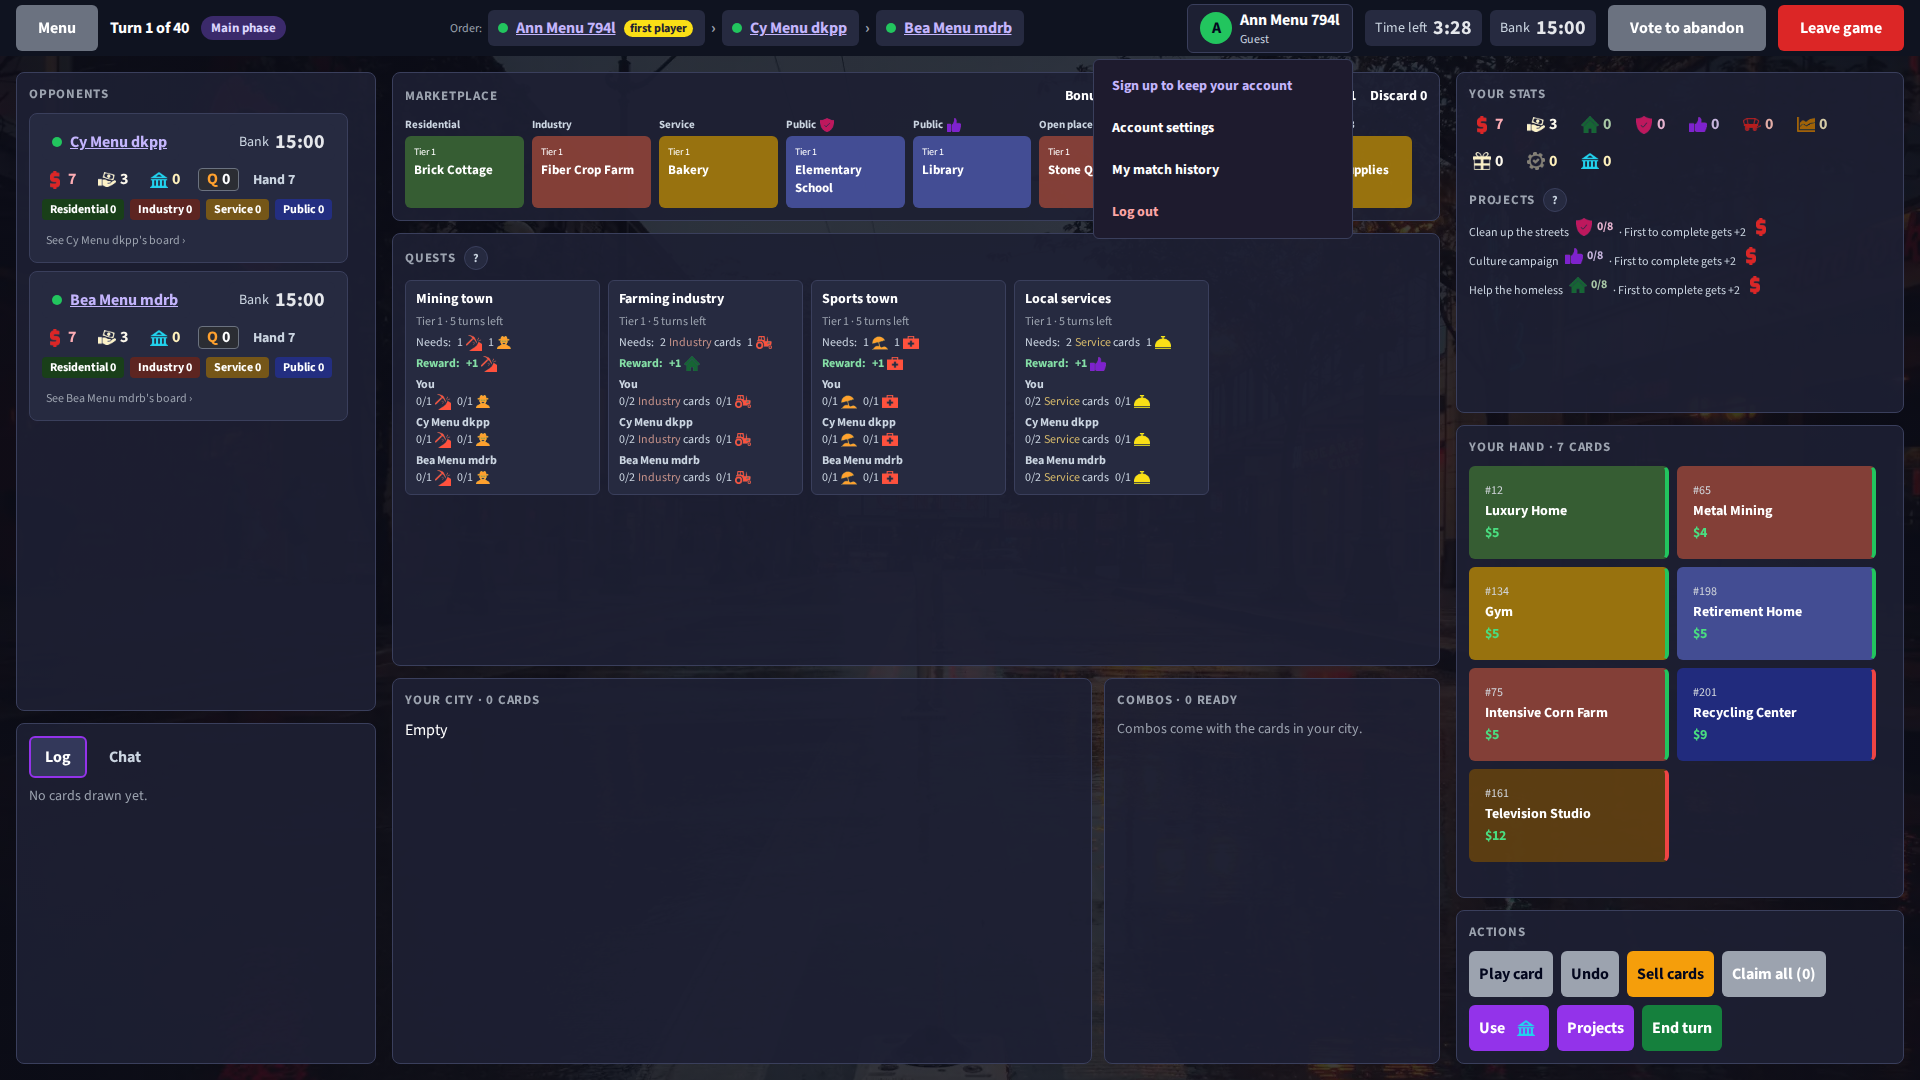 Menu
Turn 1 of 40
Main phase
Order:
Ann Menu 794l
first player
›
Cy Menu dkpp
›
Bea Menu mdrb
A
Ann Menu 794l
Guest
Time left 3:28
Bank 15:00
Vote to abandon
Leave game
Sign up to keep your account
Account settings
My match history
Log out
OPPONENTS
Cy Menu dkpp
Bank 15:00
7 3 0 Q 0 Hand 7
Residential 0 Industry 0 Service 0 Public 0
See Cy Menu dkpp's board ›
Bea Menu mdrb
Bank 15:00
7 3 0 Q 0 Hand 7
Residential 0 Industry 0 Service 0 Public 0
See Bea Menu mdrb's board ›
Log
Chat
No cards drawn yet.
MARKETPLACE
Discard 0
Residential
Tier 1
Brick Cottage
Industry
Tier 1
Fiber Crop Farm
Service
Tier 1
Bakery
Public
Tier 1
Elementary
School
Public
Tier 1
Library
Open place
Tier 1
Stone Q
QUESTS ?
Mining town
Tier 1 · 5 turns left
Needs: 1 1
Reward: +1
You
0/1 0/1
Cy Menu dkpp
0/1 0/1
Bea Menu mdrb
0/1 0/1
Farming industry
Tier 1 · 5 turns left
Needs: 2 Industry cards 1
Reward: +1
You
0/2 Industry cards 0/1
Cy Menu dkpp
0/2 Industry cards 0/1
Bea Menu mdrb
0/2 Industry cards 0/1
Sports town
Tier 1 · 5 turns left
Needs: 1 1
Reward: +1
You
0/1 0/1
Cy Menu dkpp
0/1 0/1
Bea Menu mdrb
0/1 0/1
Local services
Tier 1 · 5 turns left
Needs: 2 Service cards 1
Reward: +1
You
0/2 Service cards 0/1
Cy Menu dkpp
0/2 Service cards 0/1
Bea Menu mdrb
0/2 Service cards 0/1
YOUR CITY · 0 CARDS
Empty
COMBOS · 0 READY
Combos come with the cards in your city.
YOUR STATS
7 3 0 0 0 0 0
0 0 0
PROJECTS ?
Clean up the streets 0/8 · First to complete gets +2
Culture campaign 0/8 · First to complete gets +2
Help the homeless 0/8 · First to complete gets +2
YOUR HAND · 7 CARDS
#12
Luxury Home
$5
#65
Metal Mining
$4
#134
Gym
$5
#198
Retirement Home
$5
#75
Intensive Corn Farm
$5
#201
Recycling Center
$9
#161
Television Studio
$12
ACTIONS
Play card
Undo
Sell cards
Claim all (0)
Use
Projects
End turn